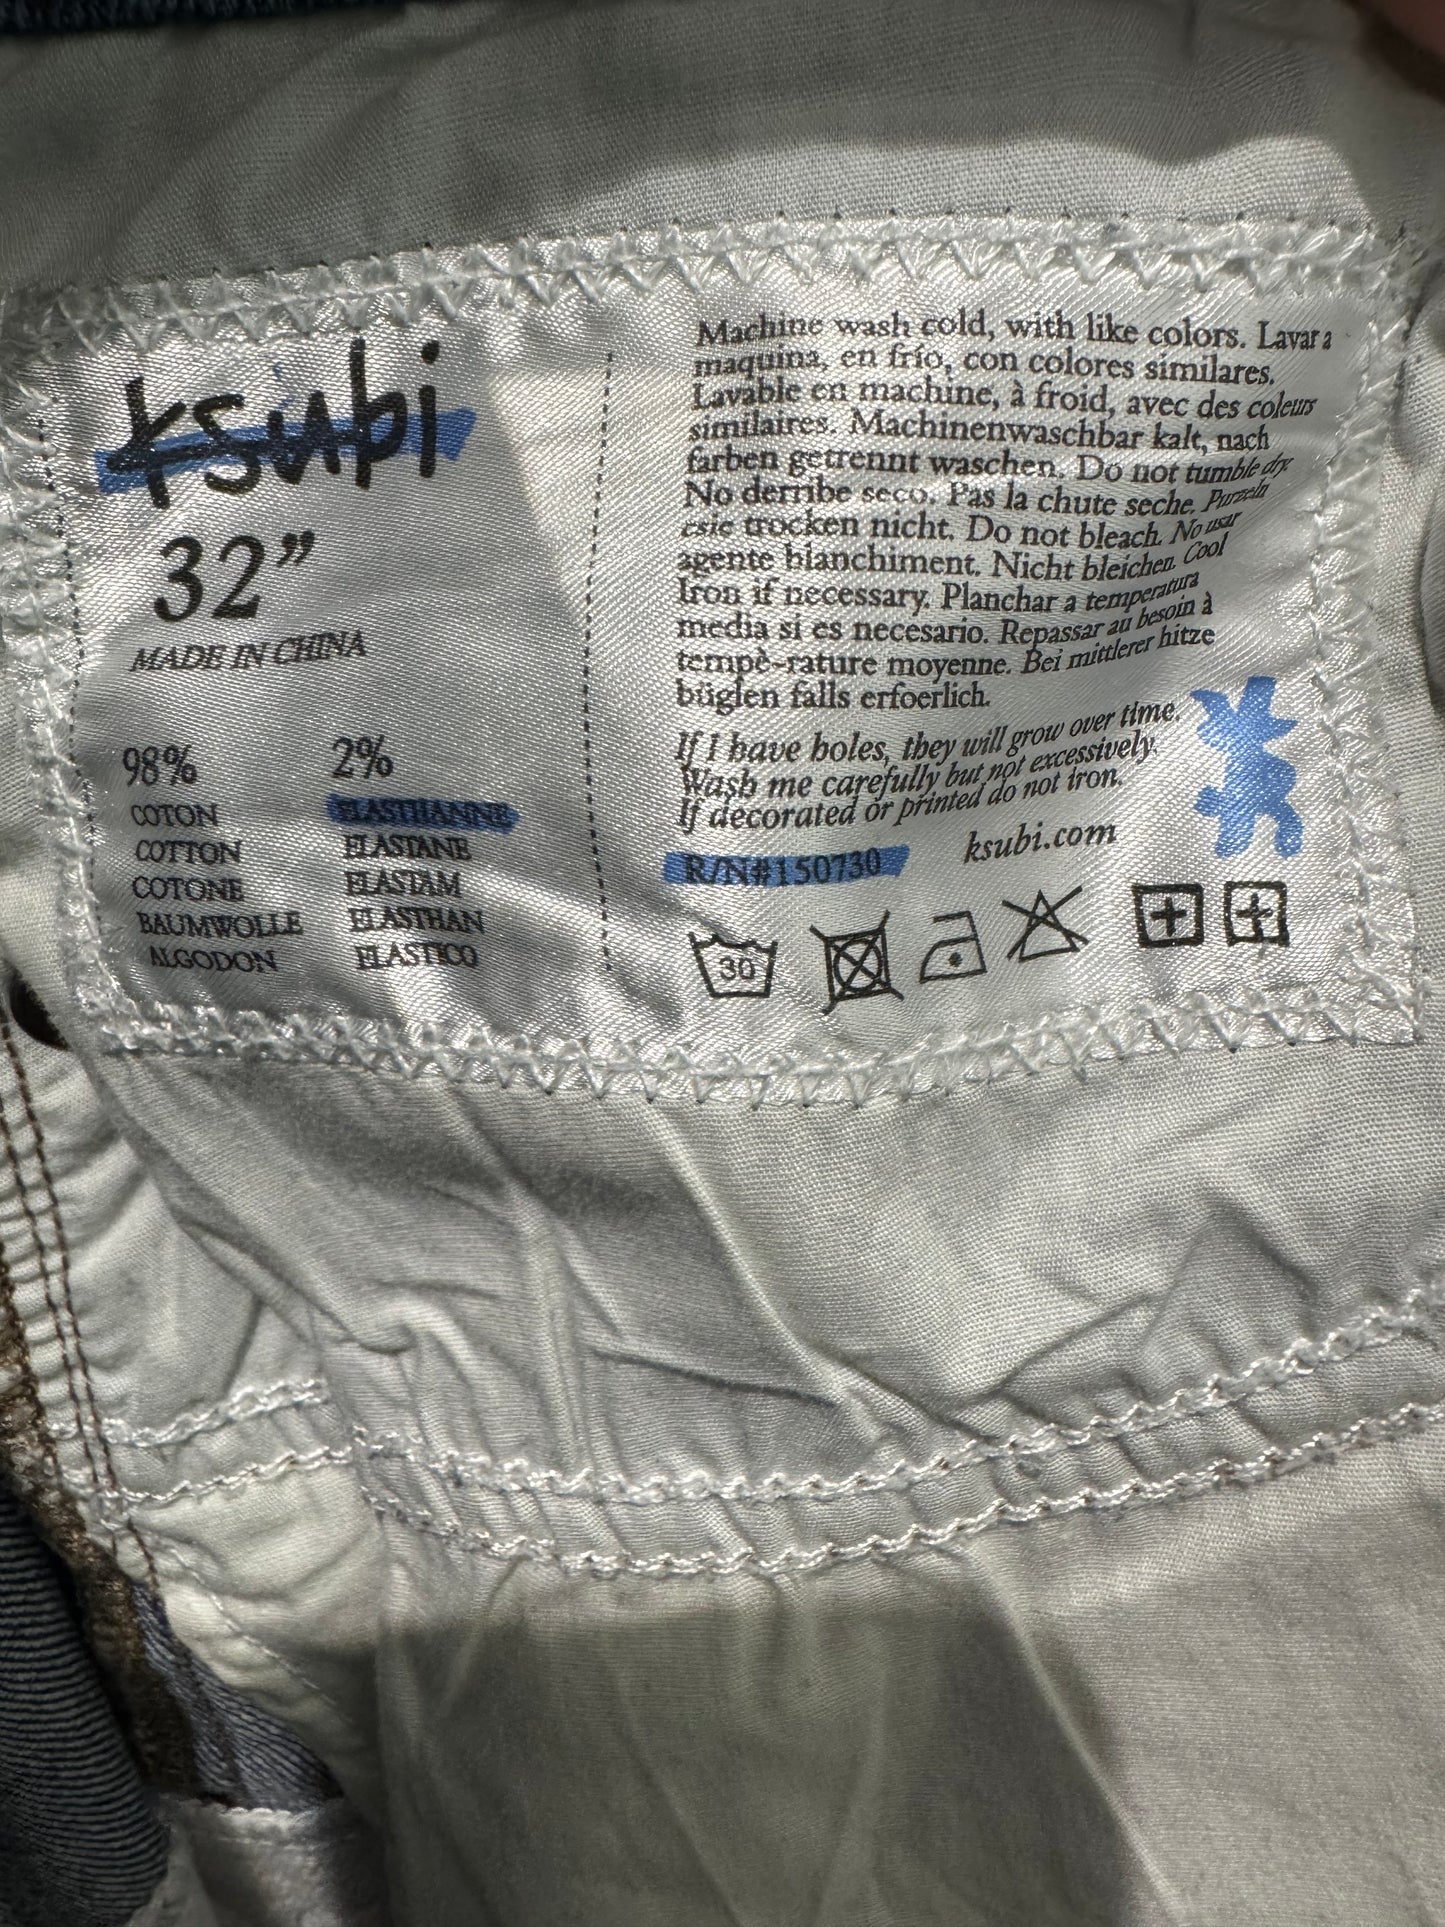 ksubi
32”
MADE IN CHINA
98%
COTON
COTTON
COTONE
BAUMWOLLE
ALGODON
2%
ELASTHANNE
ELASTANE
ELASTAM
ELASTHAN
ELASTICO
Machine wash cold, with like colors. Lavar a
maquina, en frío, con colores similares.
Lavable en machine, à froid, avec des coleurs
similaires. Machinenwaschbar kalt, nach
farben getrennt waschen. Do not tumble dry.
No derribe seco. Pas la chute seche. Purzeln
csie trocken nicht. Do not bleach. No usar
agente blanchiment. Nicht bleichen. Cool
Iron if necessary. Planchar a temperatura
media si es necesario. Repassar au besoin à
tempè-rature moyenne. Bei mittlerer hitze
büglen falls erfoerlich.
If I have holes, they will grow over time.
Wash me carefully but not excessively.
If decorated or printed do not iron.
R/N#150730
ksubi.com
30